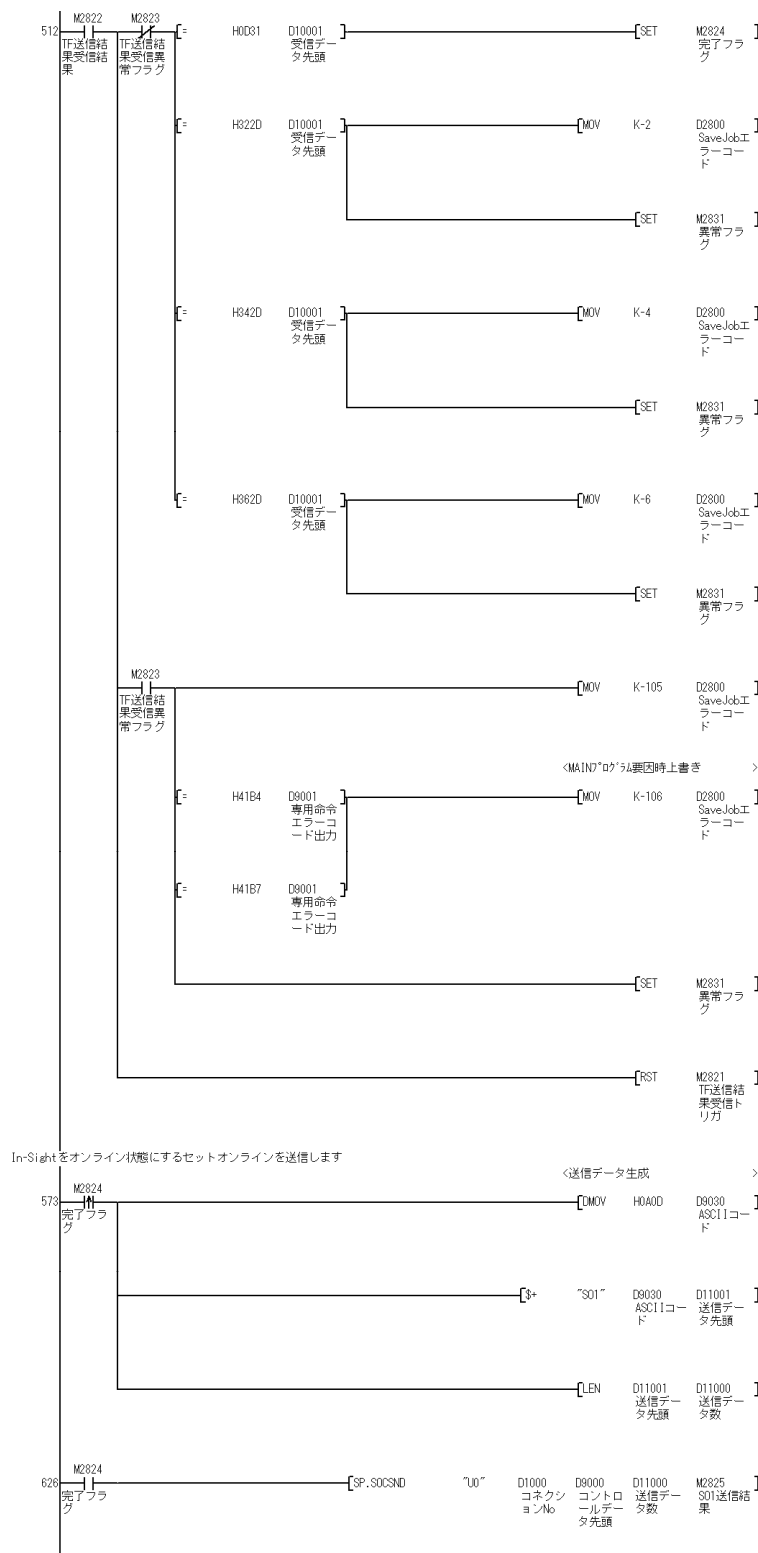 M2822 M2823
512 [= H0D31 D10001 ] [SET M2824 ]
TF送信結 TF送信結 受信デー 完了フラ
果受信結 果受信異 タ先頭 グ
果 常フラグ
[= H322D D10001 ] [MOV K-2 D2800 ]
受信デー SaveJobエ
タ先頭 ラーコー
ド
[SET M2831 ]
異常フラ
グ
[= H342D D10001 ] [MOV K-4 D2800 ]
受信デー SaveJobエ
タ先頭 ラーコー
ド
[SET M2831 ]
異常フラ
グ
[= H362D D10001 ] [MOV K-6 D2800 ]
受信デー SaveJobエ
タ先頭 ラーコー
ド
[SET M2831 ]
異常フラ
グ
M2823
[MOV K-105 D2800 ]
TF送信結 SaveJobエ
果受信異 ラーコー
常フラグ ド
<MAINプログラム要因時上書き >
[= H41B4 D9001 ] [MOV K-106 D2800 ]
専用命令 SaveJobエ
エラーコ ラーコー
ード出力 ド
[= H41B7 D9001 ]
専用命令
エラーコ
ード出力
[SET M2831 ]
異常フラ
グ
[RST M2821 ]
TF送信結
果受信ト
リガ
In-Sightをオンライン状態にするセットオンラインを送信します
<送信データ生成 >
M2824
573 [DMOV H0A0D D9030 ]
完了フラ ASCIIコー
グ ド
[$+ "SO1" D9030 D11001 ]
ASCIIコー 送信デー
ド タ先頭
[LEN D11001 D11000 ]
送信デー 送信デー
タ先頭 タ数
M2824
626 [SP.SOCSND "U0" D1000 D9000 D11000 M2825 ]
完了フラ コネクシ コントロ 送信デー SO1送信結
グ ョンNo ールデー タ数 果
タ先頭